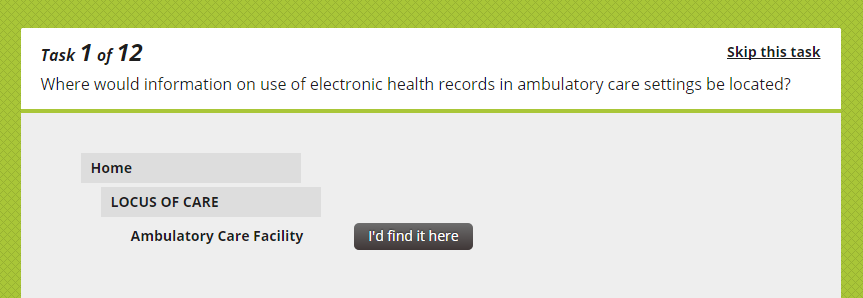 Task 1 of 12
Skip this task
Where would information on use of electronic health records in ambulatory care settings be located?
Home
LOCUS OF CARE
Ambulatory Care Facility
I'd find it here